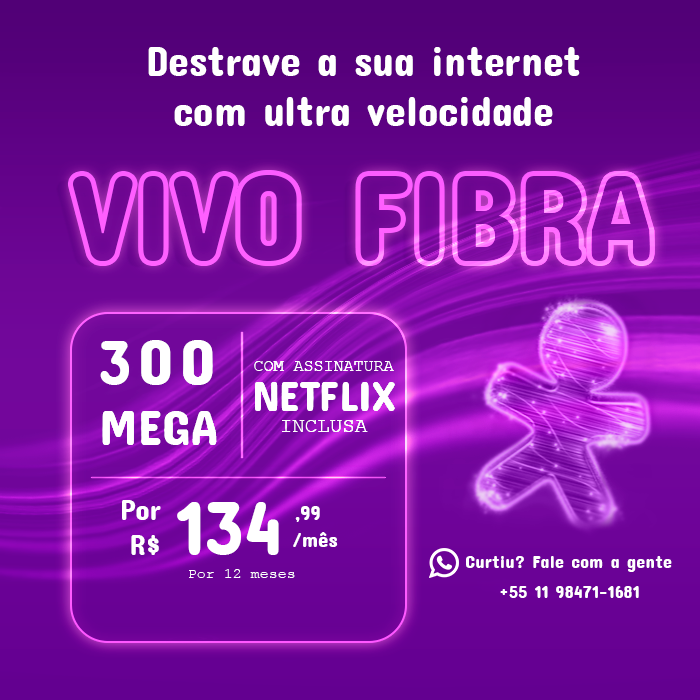 Destrave a sua internet
com ultra velocidade
VIVO FIBRA
300
MEGA
COM ASSINATURA
NETFLIX
INCLUSA
Por
R$
134
,99
/mês
Por 12 meses
Curtiu? Fale com a gente
+55 11 98471-1681